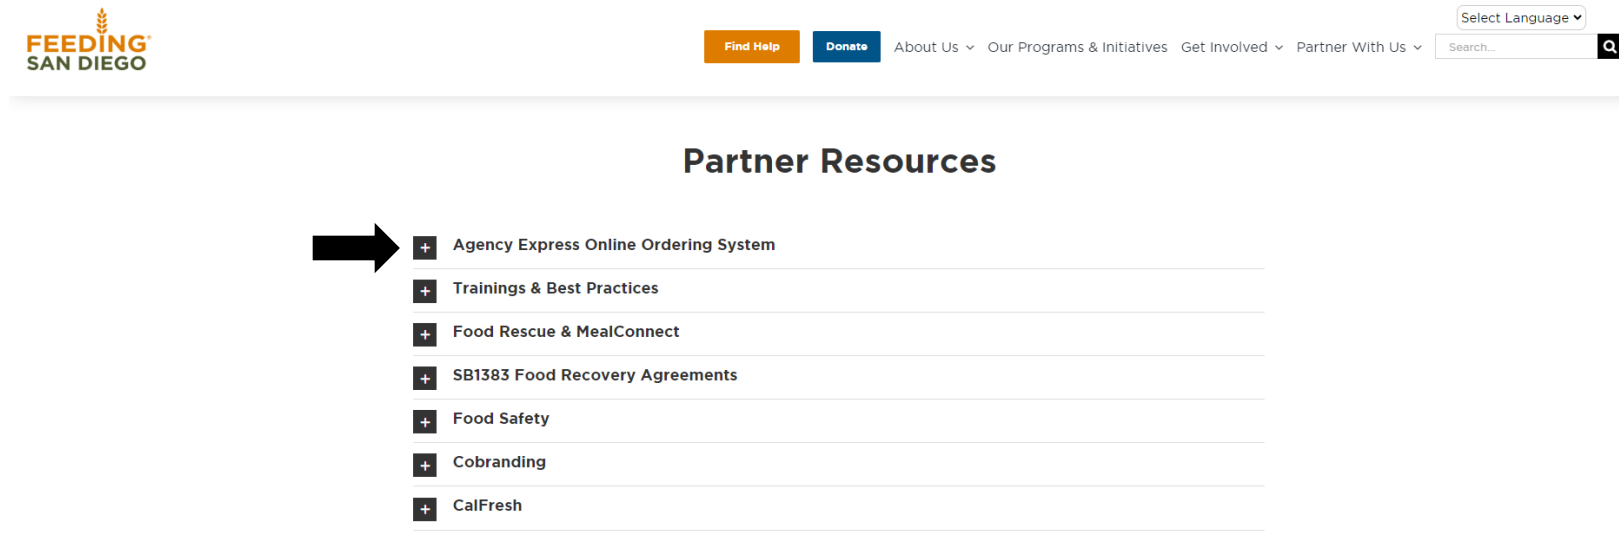 Select Language
FEEDING®
SAN DIEGO
Find Help
Donate
About Us
Our Programs & Initiatives
Get Involved
Partner With Us
Search...
Partner Resources
+ Agency Express Online Ordering System
+ Trainings & Best Practices
+ Food Rescue & MealConnect
+ SB1383 Food Recovery Agreements
+ Food Safety
+ Cobranding
+ CalFresh